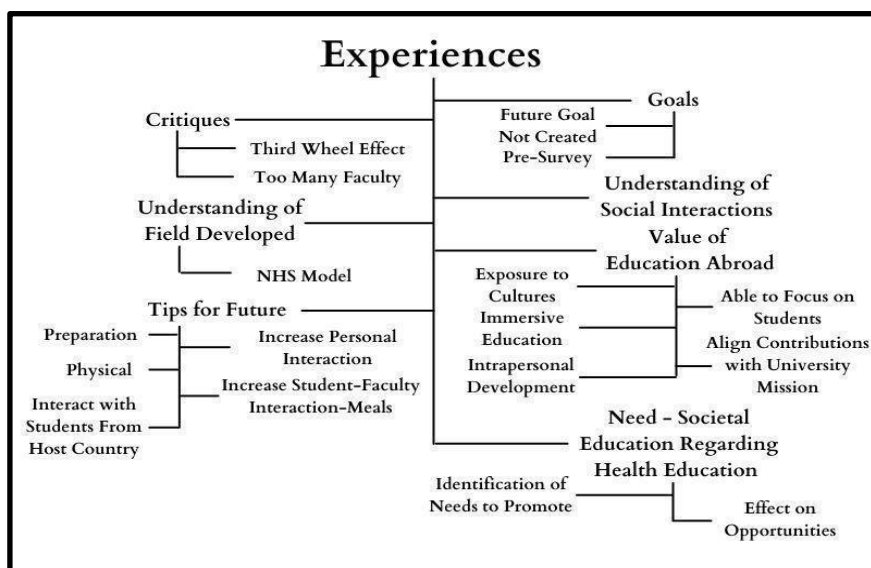 Experiences
Critiques
Third Wheel Effect
Too Many Faculty
Understanding of
Field Developed
NHS Model
Tips for Future
Preparation
Physical
Interact with
Students From
Host Country
Increase Personal
Interaction
Increase Student-Faculty
Interaction-Meals
Goals
Future Goal
Not Created
Pre-Survey
Understanding of
Social Interactions
Value of
Education Abroad
Exposure to
Cultures
Immersive
Education
Intrapersonal
Development
Able to Focus on
Students
Align Contributions
with University
Mission
Need - Societal
Education Regarding
Health Education
Identification of
Needs to Promote
Effect on
Opportunities